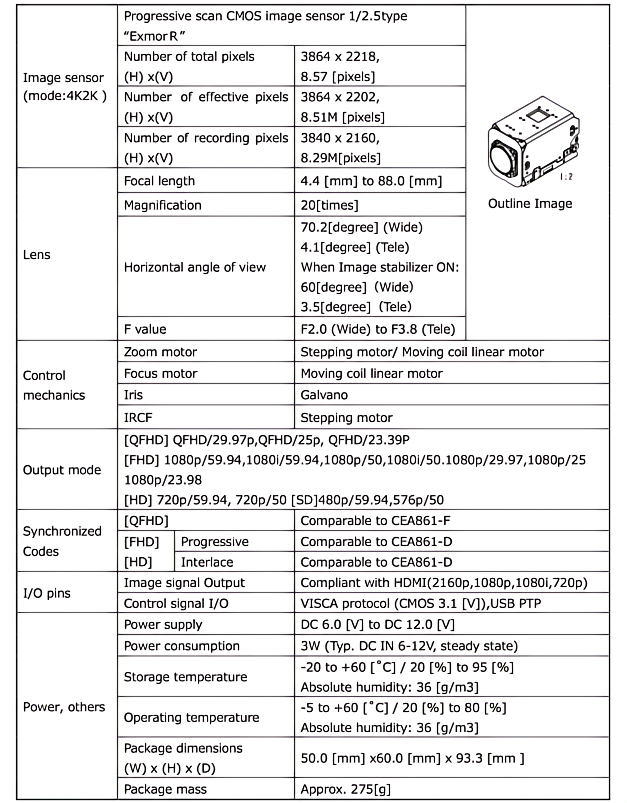 Progressive scan CMOS image sensor 1/2.5type
"Exmor R"
Image sensor
(mode:4K2K )
Number of total pixels
(H) x(V)
3864 x 2218,
8.57 [pixels]
Number of effective pixels
(H) x(V)
3864 x 2202,
8.51M [pixels]
Number of recording pixels
(H) x(V)
3840 x 2160,
8.29M[pixels]
1:2
Outline Image
Lens
Focal length
4.4 [mm] to 88.0 [mm]
Magnification
20[times]
Horizontal angle of view
70.2[degree] (Wide)
4.1[degree] (Tele)
When Image stabilizer ON:
60[degree] (Wide)
3.5[degree] (Tele)
F value
F2.0 (Wide) to F3.8 (Tele)
Control
mechanics
Zoom motor
Stepping motor/ Moving coil linear motor
Focus motor
Moving coil linear motor
Iris
Galvano
IRCF
Stepping motor
Output mode
[QFHD] QFHD/29.97p,QFHD/25p, QFHD/23.39P
[FHD] 1080p/59.94,1080i/59.94,1080p/50,1080i/50.1080p/29.97,1080p/25
1080p/23.98
[HD] 720p/59.94, 720p/50 [SD]480p/59.94,576p/50
Synchronized
Codes
[QFHD]
Comparable to CEA861-F
[FHD]
Progressive
Comparable to CEA861-D
[HD]
Interlace
Comparable to CEA861-D
I/O pins
Image signal Output
Compliant with HDMI(2160p,1080p,1080i,720p)
Control signal I/O
VISCA protocol (CMOS 3.1 [V]),USB PTP
Power, others
Power supply
DC 6.0 [V] to DC 12.0 [V]
Power consumption
3W (Typ. DC IN 6-12V, steady state)
Storage temperature
-20 to +60 [˚C] / 20 [%] to 95 [%]
Absolute humidity: 36 [g/m3]
Operating temperature
-5 to +60 [˚C] / 20 [%] to 80 [%]
Absolute humidity: 36 [g/m3]
Package dimensions
(W) x (H) x (D)
50.0 [mm] x60.0 [mm] x 93.3 [mm ]
Package mass
Approx. 275[g]